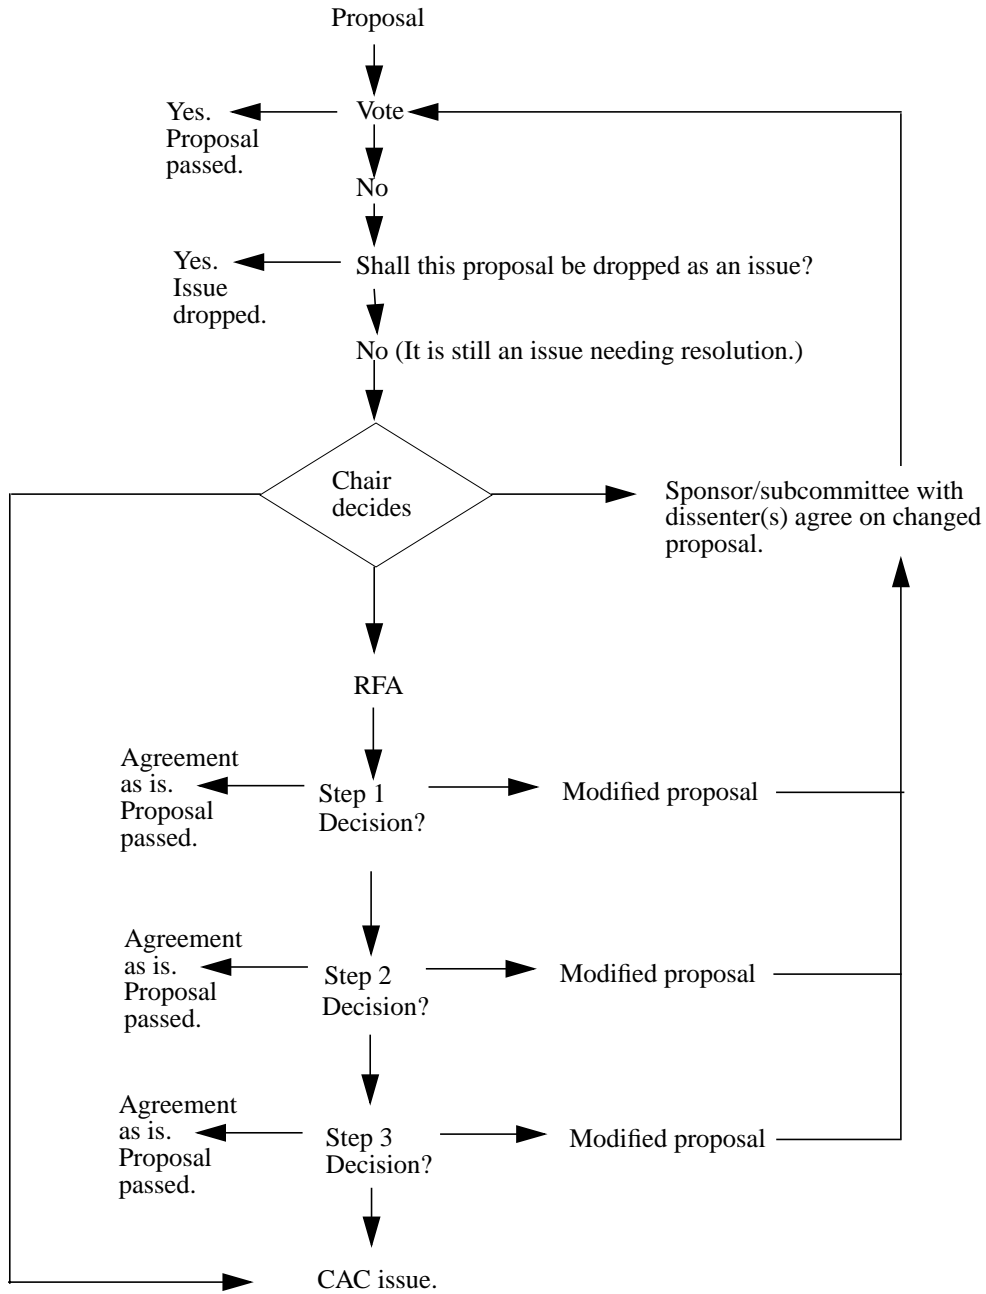 Proposal
Yes.
Proposal
passed.
Vote
No
Yes.
Issue
dropped.
Shall this proposal be dropped as an issue?
No (It is still an issue needing resolution.)
Chair
decides
Sponsor/subcommittee with
dissenter(s) agree on changed
proposal.
RFA
Agreement
as is.
Proposal
passed.
Step 1
Decision?
Modified proposal
Agreement
as is.
Proposal
passed.
Step 2
Decision?
Modified proposal
Agreement
as is.
Proposal
passed.
Step 3
Decision?
Modified proposal
CAC issue.